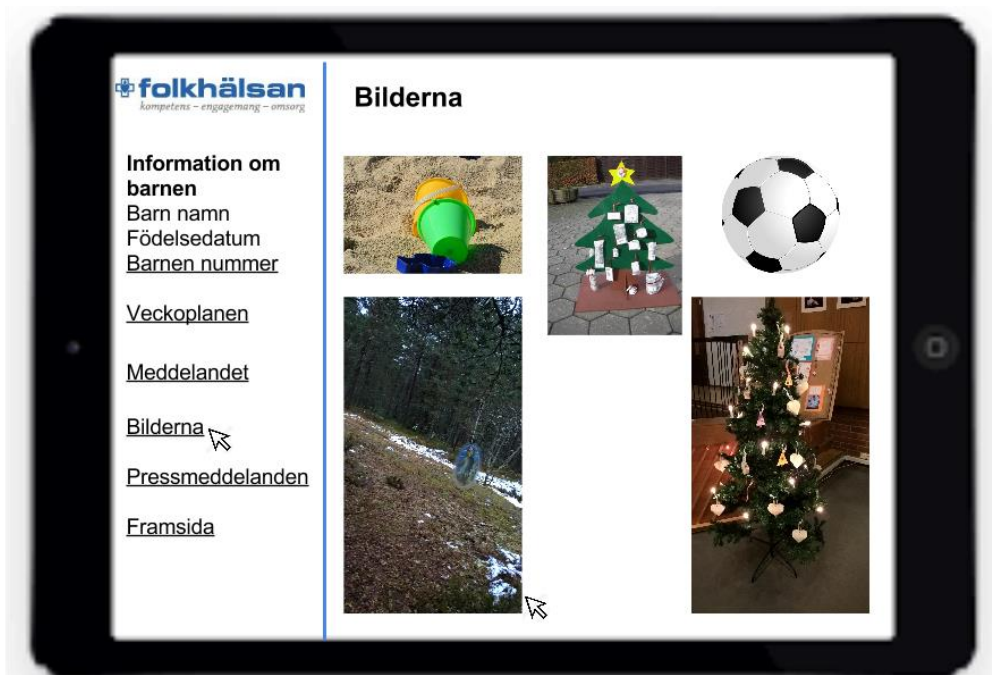 folkhälsan
kompetens – engagemang – omsorg
Information om
barnen
Barn namn
Födelsedatum
Barnen nummer
Veckoplanen
Meddelandet
Bilderna
Pressmeddelanden
Framsida
Bilderna